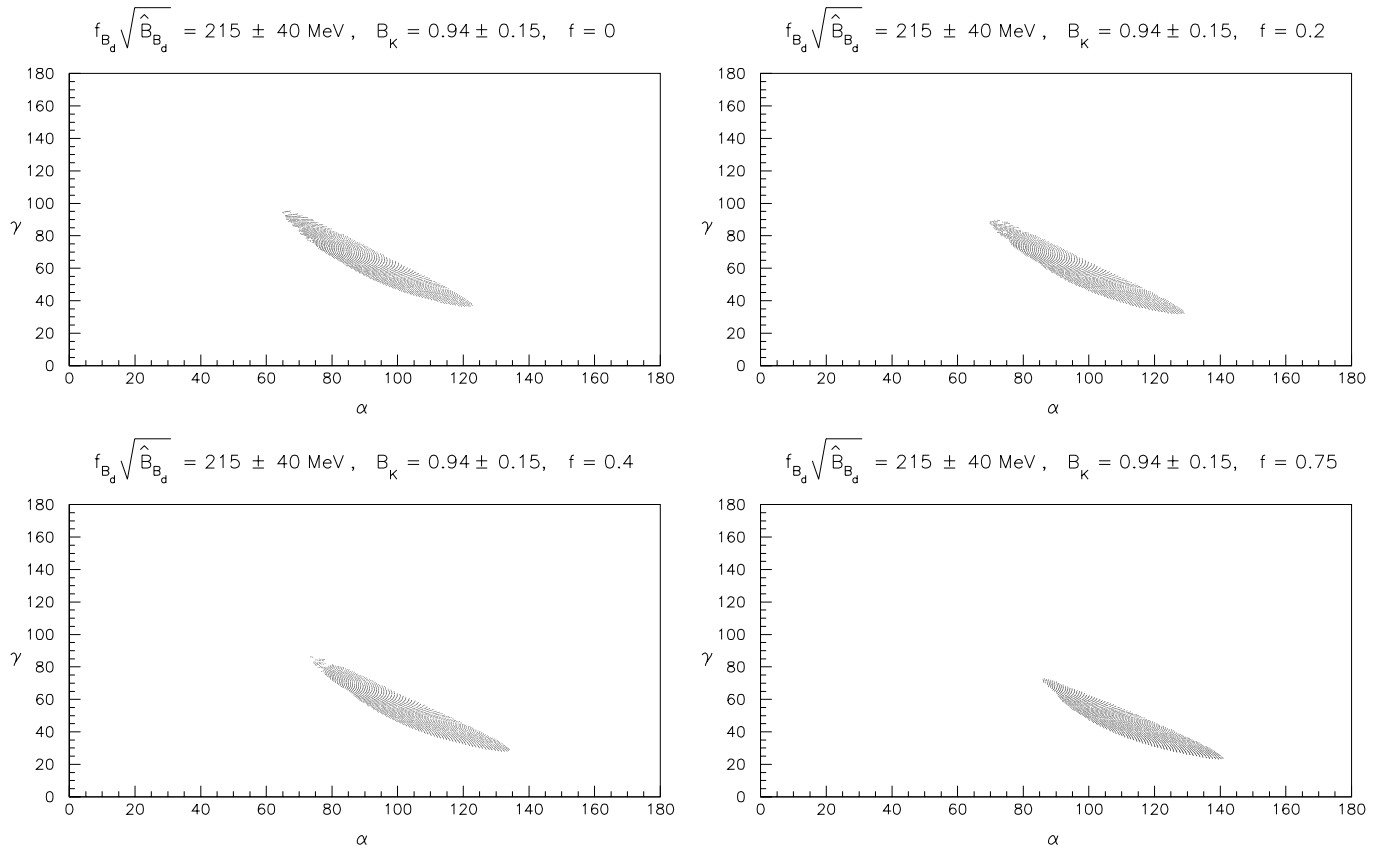 f_{B_d} √B̂_{B_d} = 215 ± 40 MeV, B_K = 0.94 ± 0.15, f = 0
180
160
140
120
100
γ
80
60
40
20
0
0 20 40 60 80 100 120 140 160 180
α
f_{B_d} √B̂_{B_d} = 215 ± 40 MeV, B_K = 0.94 ± 0.15, f = 0.2
180
160
140
120
100
γ
80
60
40
20
0
0 20 40 60 80 100 120 140 160 180
α
f_{B_d} √B̂_{B_d} = 215 ± 40 MeV, B_K = 0.94 ± 0.15, f = 0.4
180
160
140
120
100
γ
80
60
40
20
0
0 20 40 60 80 100 120 140 160 180
α
f_{B_d} √B̂_{B_d} = 215 ± 40 MeV, B_K = 0.94 ± 0.15, f = 0.75
180
160
140
120
100
γ
80
60
40
20
0
0 20 40 60 80 100 120 140 160 180
α